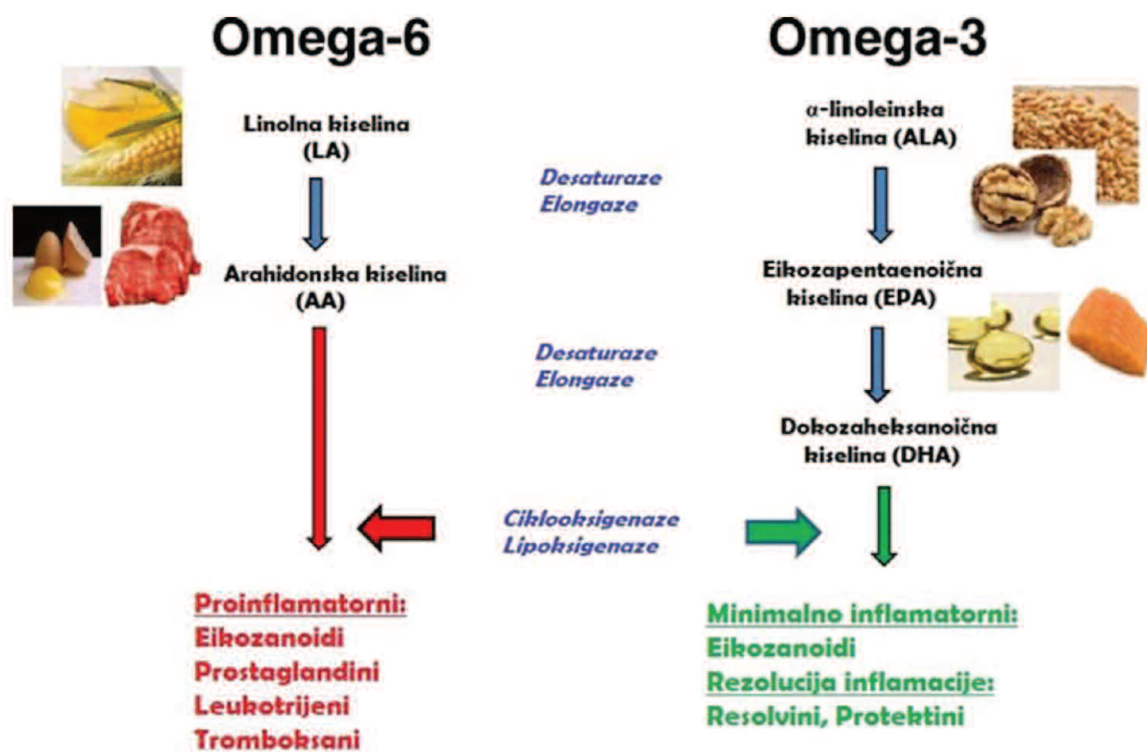 Omega-6
Omega-3
Linolna kiselina
(LA)
α-linoleinska
kiselina (ALA)
Desaturaze
Elongaze
Arahidonska kiselina
(AA)
Eikozapentaenoična
kiselina (EPA)
Desaturaze
Elongaze
Dokozaheksanoična
kiselina (DHA)
Ciklooksigenaze
Lipoksigenaze
Proinflamatorni:
Eikozanoidi
Prostaglandini
Leukotrijeni
Tromboksani
Minimalno inflamatorni:
Eikozanoidi
Rezolucija inflamacije:
Resolvini, Protektini